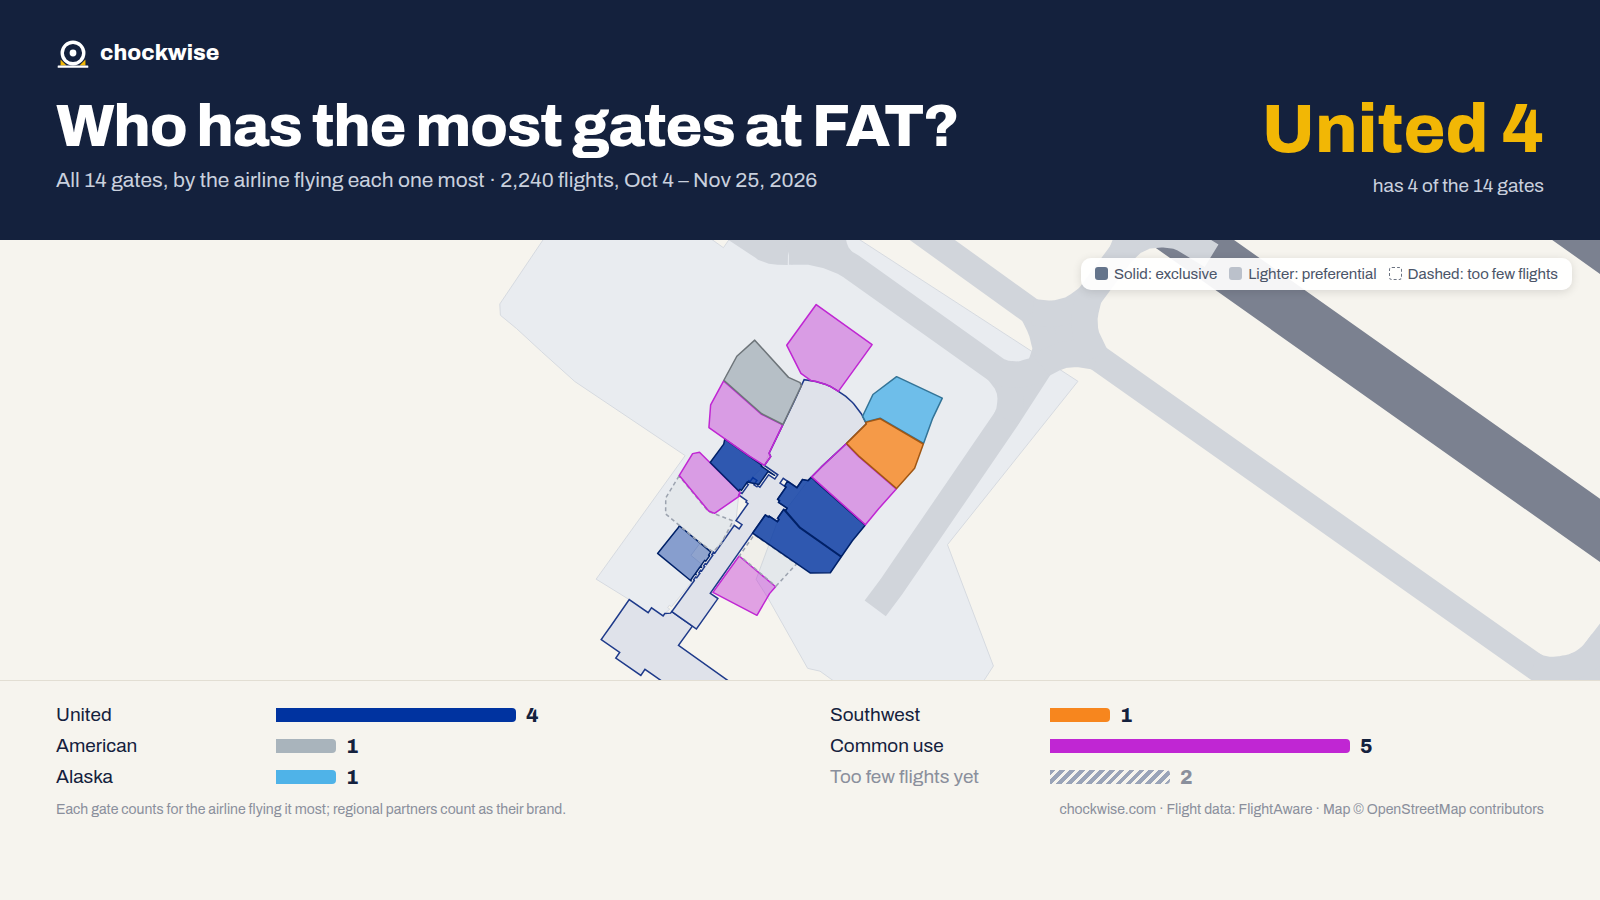 chockwise
Who has the most gates at FAT?
All 14 gates, by the airline flying each one most · 2,240 flights, Oct 4 – Nov 25, 2026
United 4
has 4 of the 14 gates
Solid: exclusive
Lighter: preferential
Dashed: too few flights
United 4
American 1
Alaska 1
Southwest 1
Common use 5
Too few flights yet 2
Each gate counts for the airline flying it most; regional partners count as their brand.
chockwise.com · Flight data: FlightAware · Map © OpenStreetMap contributors